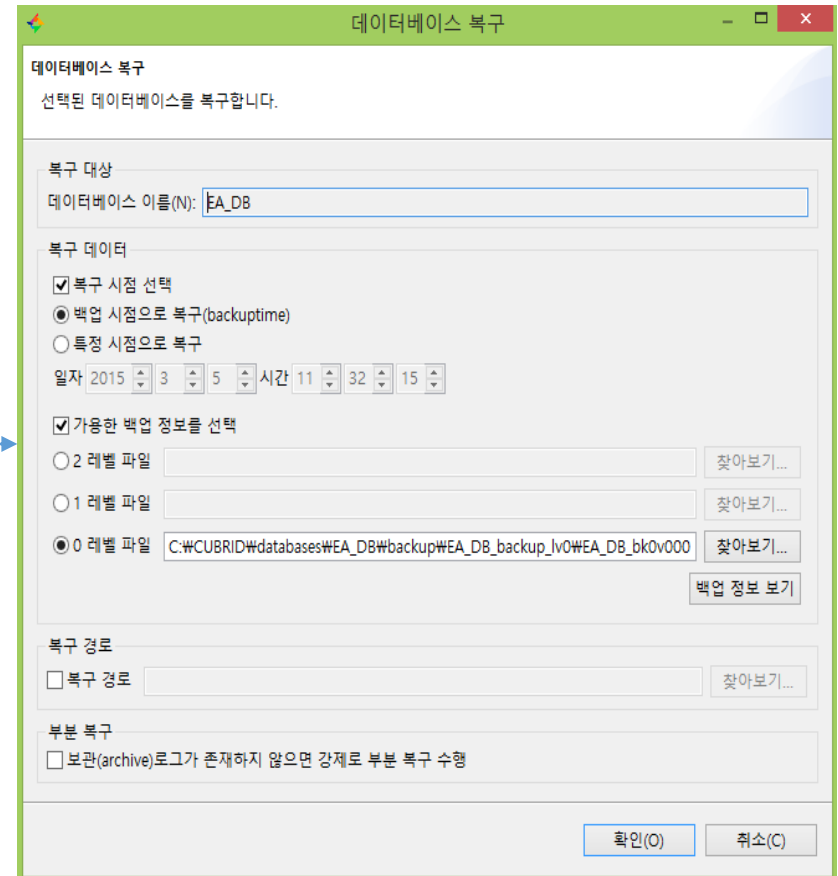 데이터베이스 복구
데이터베이스 복구
선택된 데이터베이스를 복구합니다.
복구 대상
데이터베이스 이름(N): EA_DB
복구 데이터
복구 시점 선택
백업 시점으로 복구(backuptime)
특정 시점으로 복구
일자 2015 3 5 시간 11 32 15
가용한 백업 정보를 선택
2 레벨 파일 찾아보기...
1 레벨 파일 찾아보기...
0 레벨 파일 C:₩CUBRID₩databases₩EA_DB₩backup₩EA_DB_backup_lv0₩EA_DB_bk0v000 찾아보기...
백업 정보 보기
복구 경로
복구 경로 찾아보기...
부분 복구
보관(archive)로그가 존재하지 않으면 강제로 부분 복구 수행
확인(O) 취소(C)